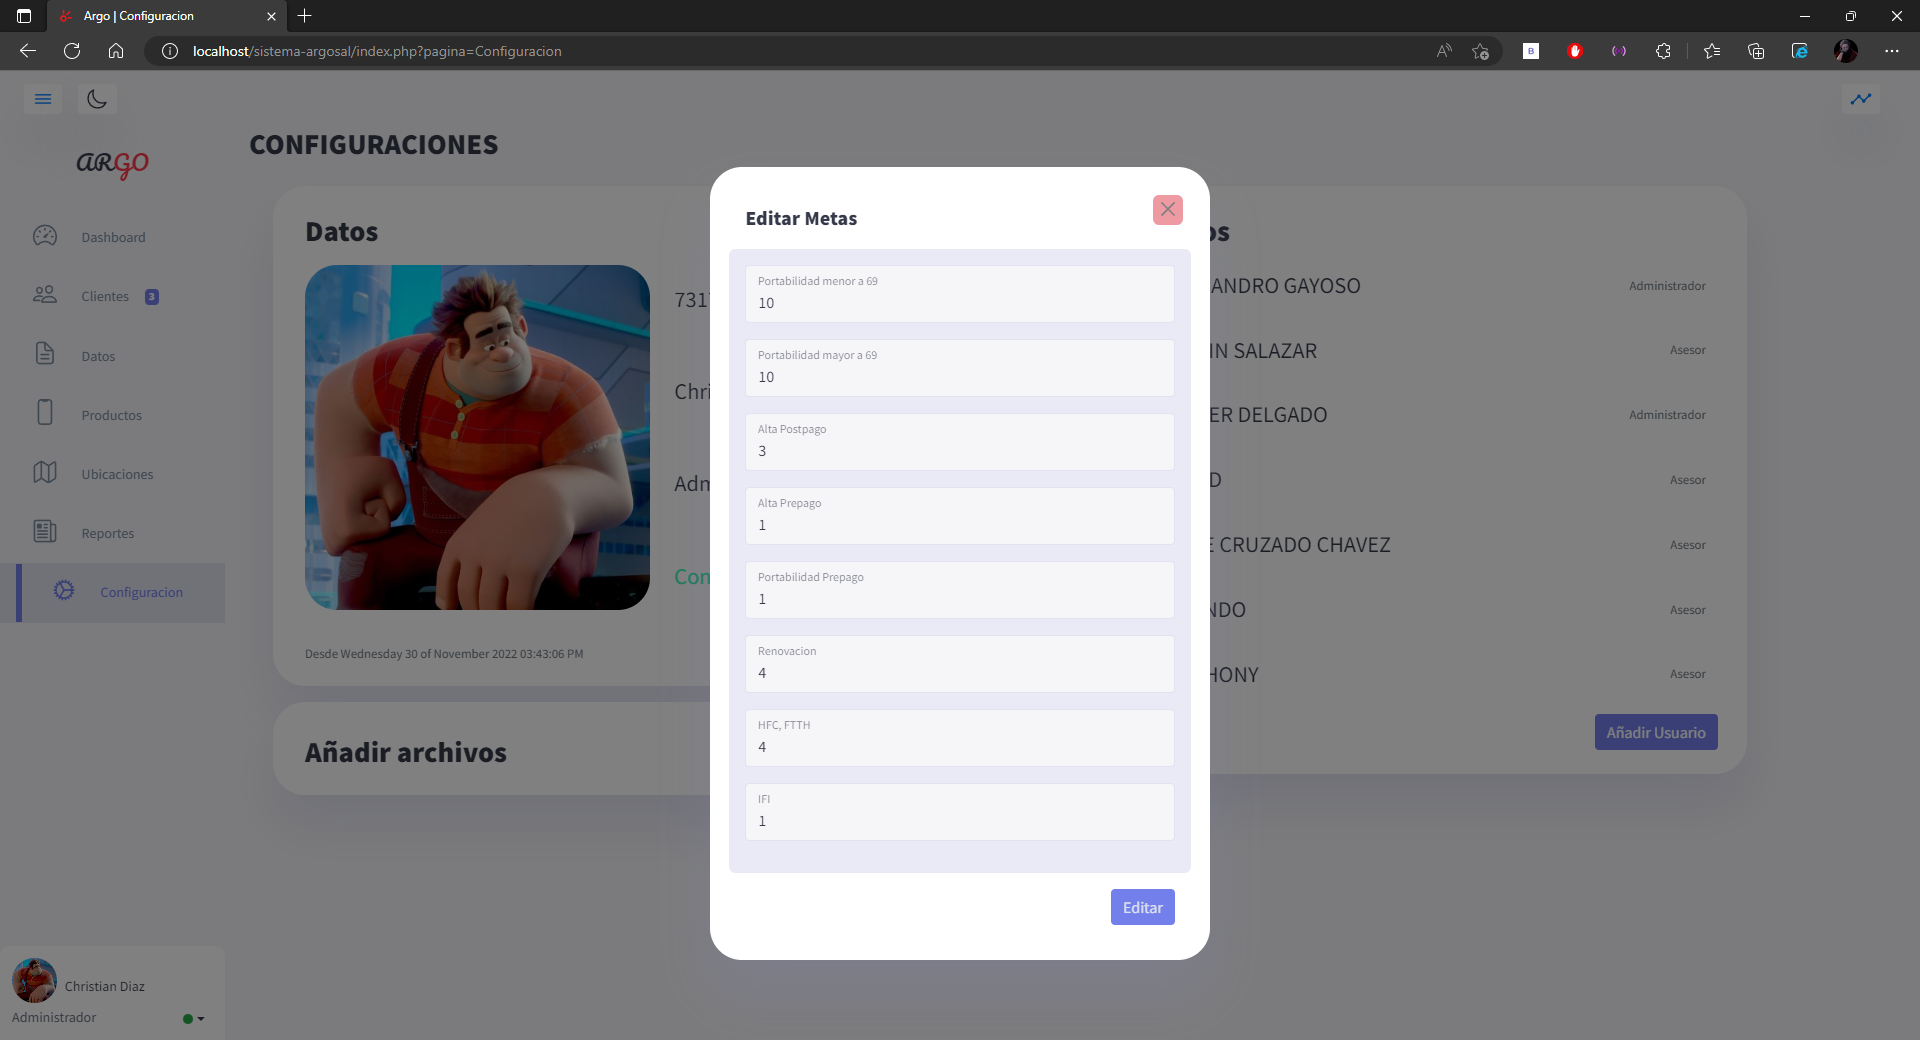 Argo | Configuracion
localhost/sistema-argosal/index.php?pagina=Configuracion
ARGO
CONFIGURACIONES
Dashboard
Clientes 3
Datos
Productos
Ubicaciones
Reportes
Configuracion
Christian Diaz
Administrador
Datos
731
Chri
Adm
Con
Desde Wednesday 30 of November 2022 03:43:06 PM
Añadir archivos
Editar Metas
Portabilidad menor a 69
10
Portabilidad mayor a 69
10
Alta Postpago
3
Alta Prepago
1
Portabilidad Prepago
1
Renovacion
4
HFC, FTTH
4
IFI
1
Editar
os
ANDRO GAYOSO Administrador
IN SALAZAR Asesor
ER DELGADO Administrador
D Asesor
E CRUZADO CHAVEZ Asesor
NDO Asesor
HONY Asesor
Añadir Usuario